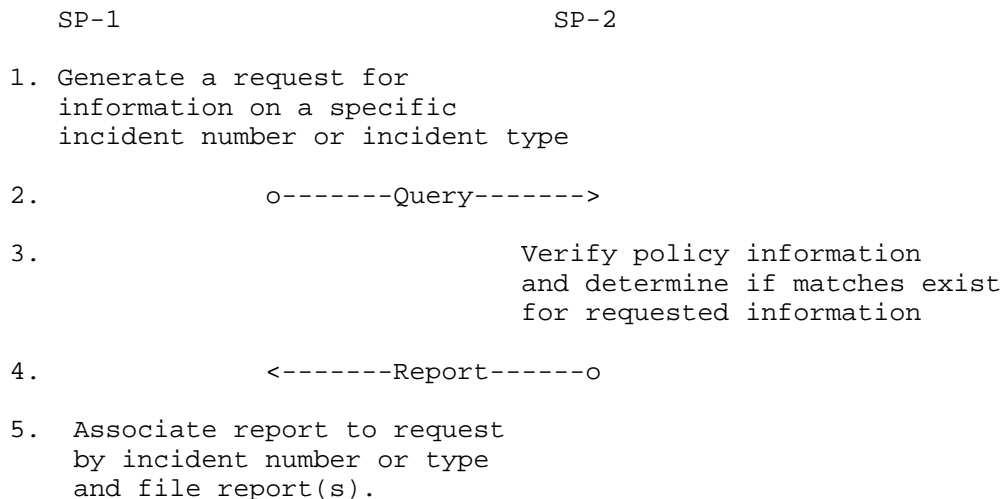 SP-1 SP-2
1. Generate a request for
information on a specific
incident number or incident type
2. o-------Query------->
3. Verify policy information
and determine if matches exist
for requested information
4. <-------Report------o
5. Associate report to request
by incident number or type
and file report(s).